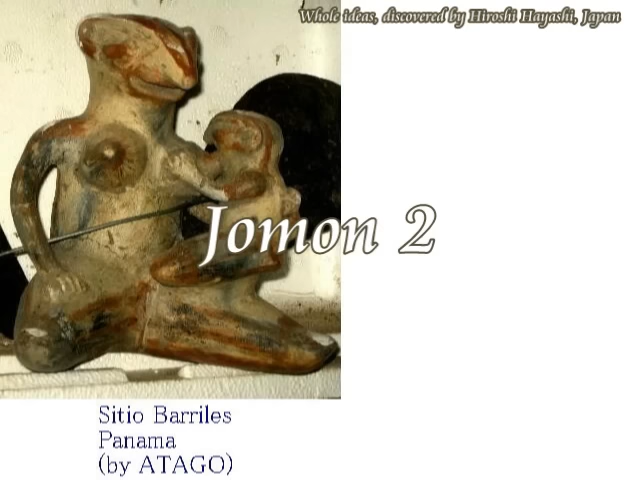 Whole ideas, discovered by Hiroshi Hayashi, Japan
Jomon 2
Sitio Barriles
Panama
(by ATAGO)